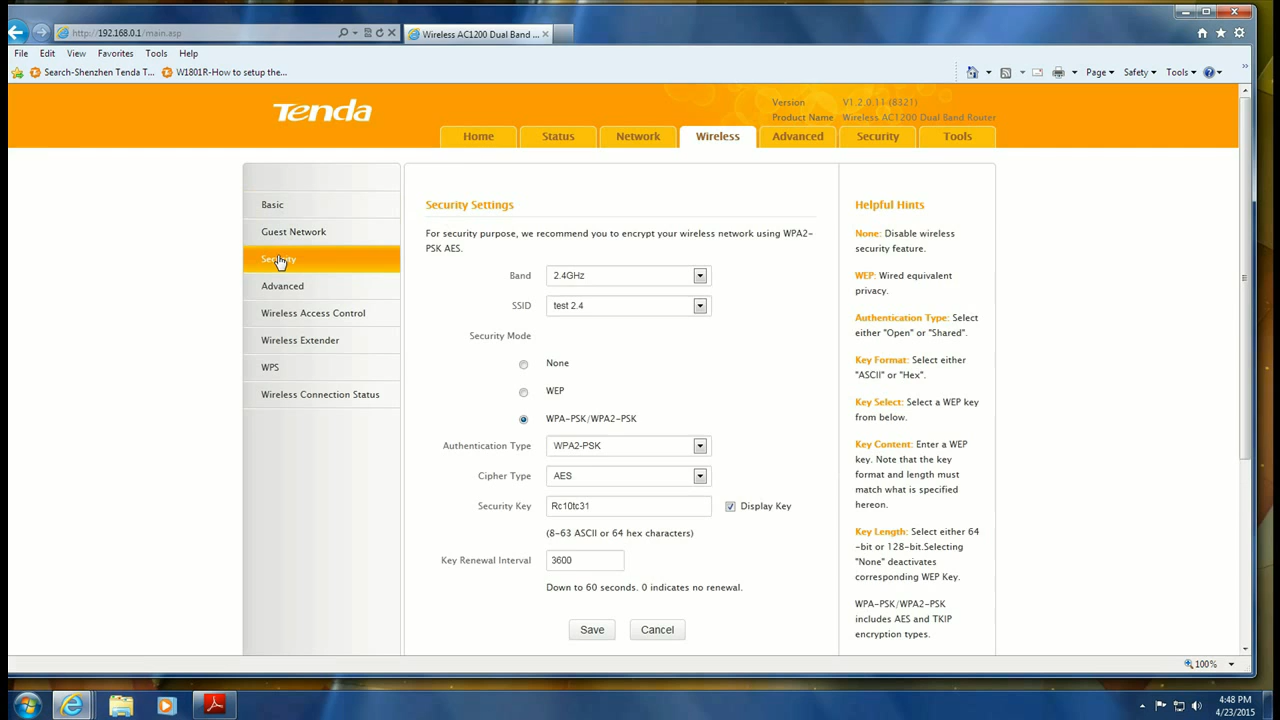 http://192.168.0.1/main.asp
Wireless AC1200 Dual Band ...
File Edit View Favorites Tools Help
Search-Shenzhen Tenda T...
W1801R-How to setup the...
Page
Safety
Tools
Tenda
Version V1.2.0.11 (8321)
Product Name Wireless AC1200 Dual Band Router
Home Status Network Wireless Advanced Security Tools
Basic
Guest Network
Security
Advanced
Wireless Access Control
Wireless Extender
WPS
Wireless Connection Status
Security Settings
For security purpose, we recommend you to encrypt your wireless network using WPA2-
PSK AES.
Band 2.4GHz
SSID test 2.4
Security Mode
None
WEP
WPA-PSK/WPA2-PSK
Authentication Type WPA2-PSK
Cipher Type AES
Security Key Rc10tc31 Display Key
(8-63 ASCII or 64 hex characters)
Key Renewal Interval 3600
Down to 60 seconds. 0 indicates no renewal.
Save Cancel
Helpful Hints
None: Disable wireless
security feature.
WEP: Wired equivalent
privacy.
Authentication Type: Select
either "Open" or "Shared".
Key Format: Select either
"ASCII" or "Hex".
Key Select: Select a WEP key
from below.
Key Content: Enter a WEP
key. Note that the key
format and length must
match what is specified
hereon.
Key Length: Select either 64
-bit or 128-bit.Selecting
"None" deactivates
corresponding WEP Key.
WPA-PSK/WPA2-PSK
includes AES and TKIP
encryption types.
100%
4:48 PM
4/23/2015